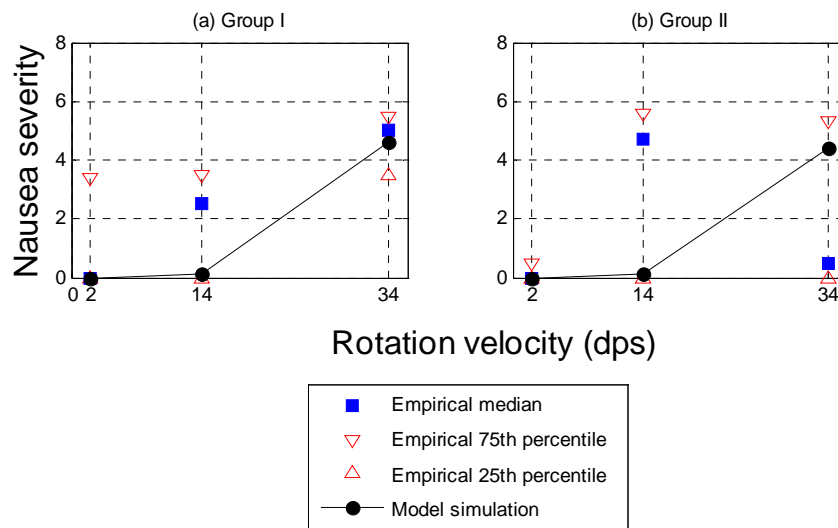 (a) Group I
(b) Group II
Nausea severity
8
6
4
2
0
0 2
14
34
8
6
4
2
0
2
14
34
Rotation velocity (dps)
Empirical median
Empirical 75th percentile
Empirical 25th percentile
Model simulation